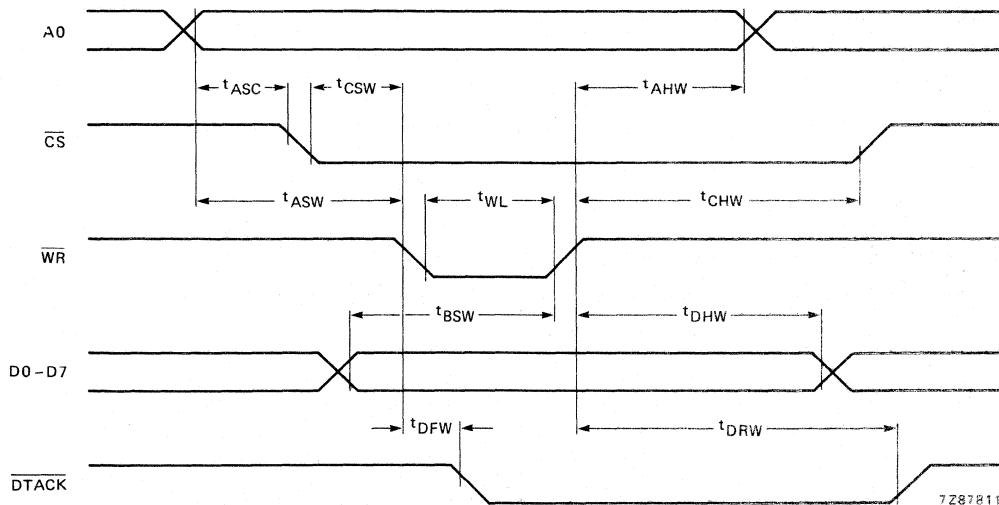 A0
tASC
tCSW
tAHW
CS
tASW
tWL
tCHW
WR
tBSW
tDHW
D0-D7
tDFW
tDRW
DTACK
7Z87811